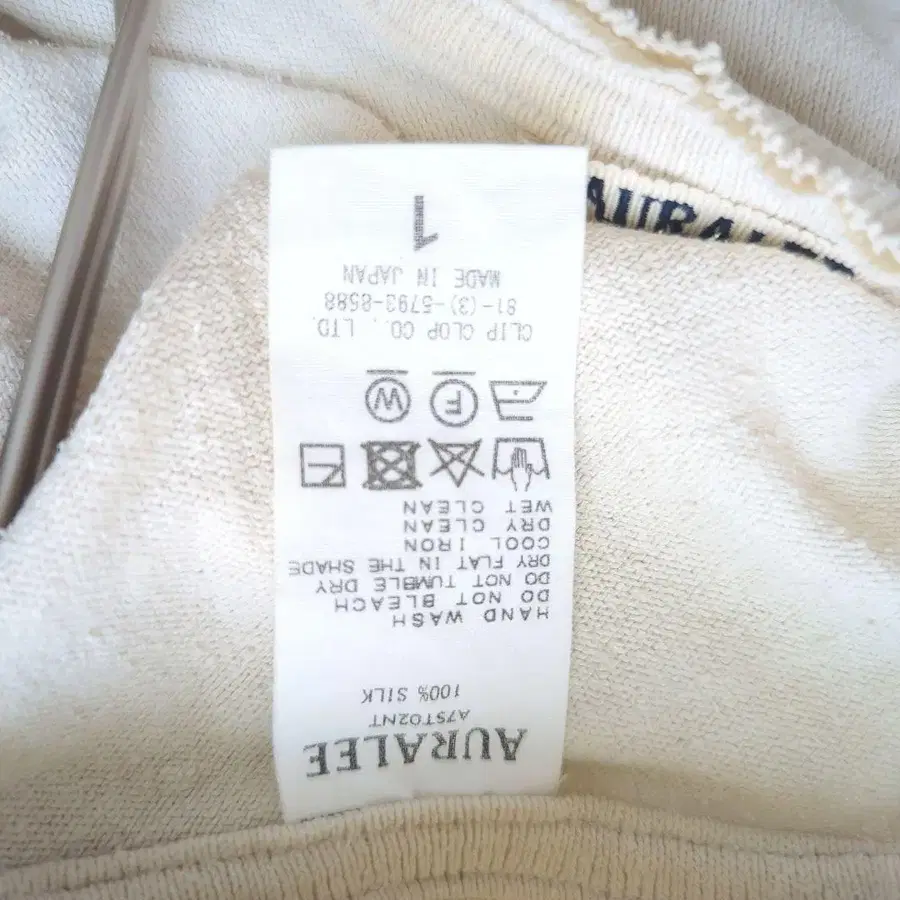 AURALEE
A7ST02NT
100% SILK
HAND WASH
DO NOT BLEACH
DO NOT TUMBLE DRY
DRY FLAT IN THE SHADE
COOL IRON
DRY CLEAN
WET CLEAN
F W
CLIP CLOP CO., LTD.
81-(3)-5793-8588
MADE IN JAPAN
1
AURALEE